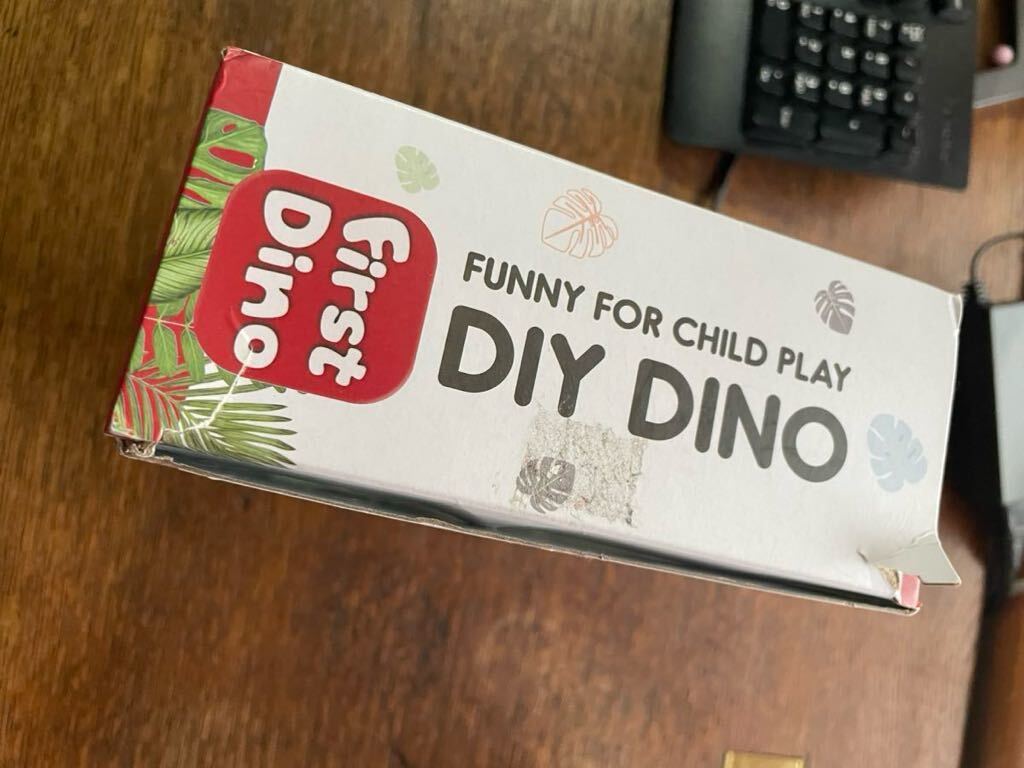 First
Dino
FUNNY FOR CHILD PLAY
DIY DINO